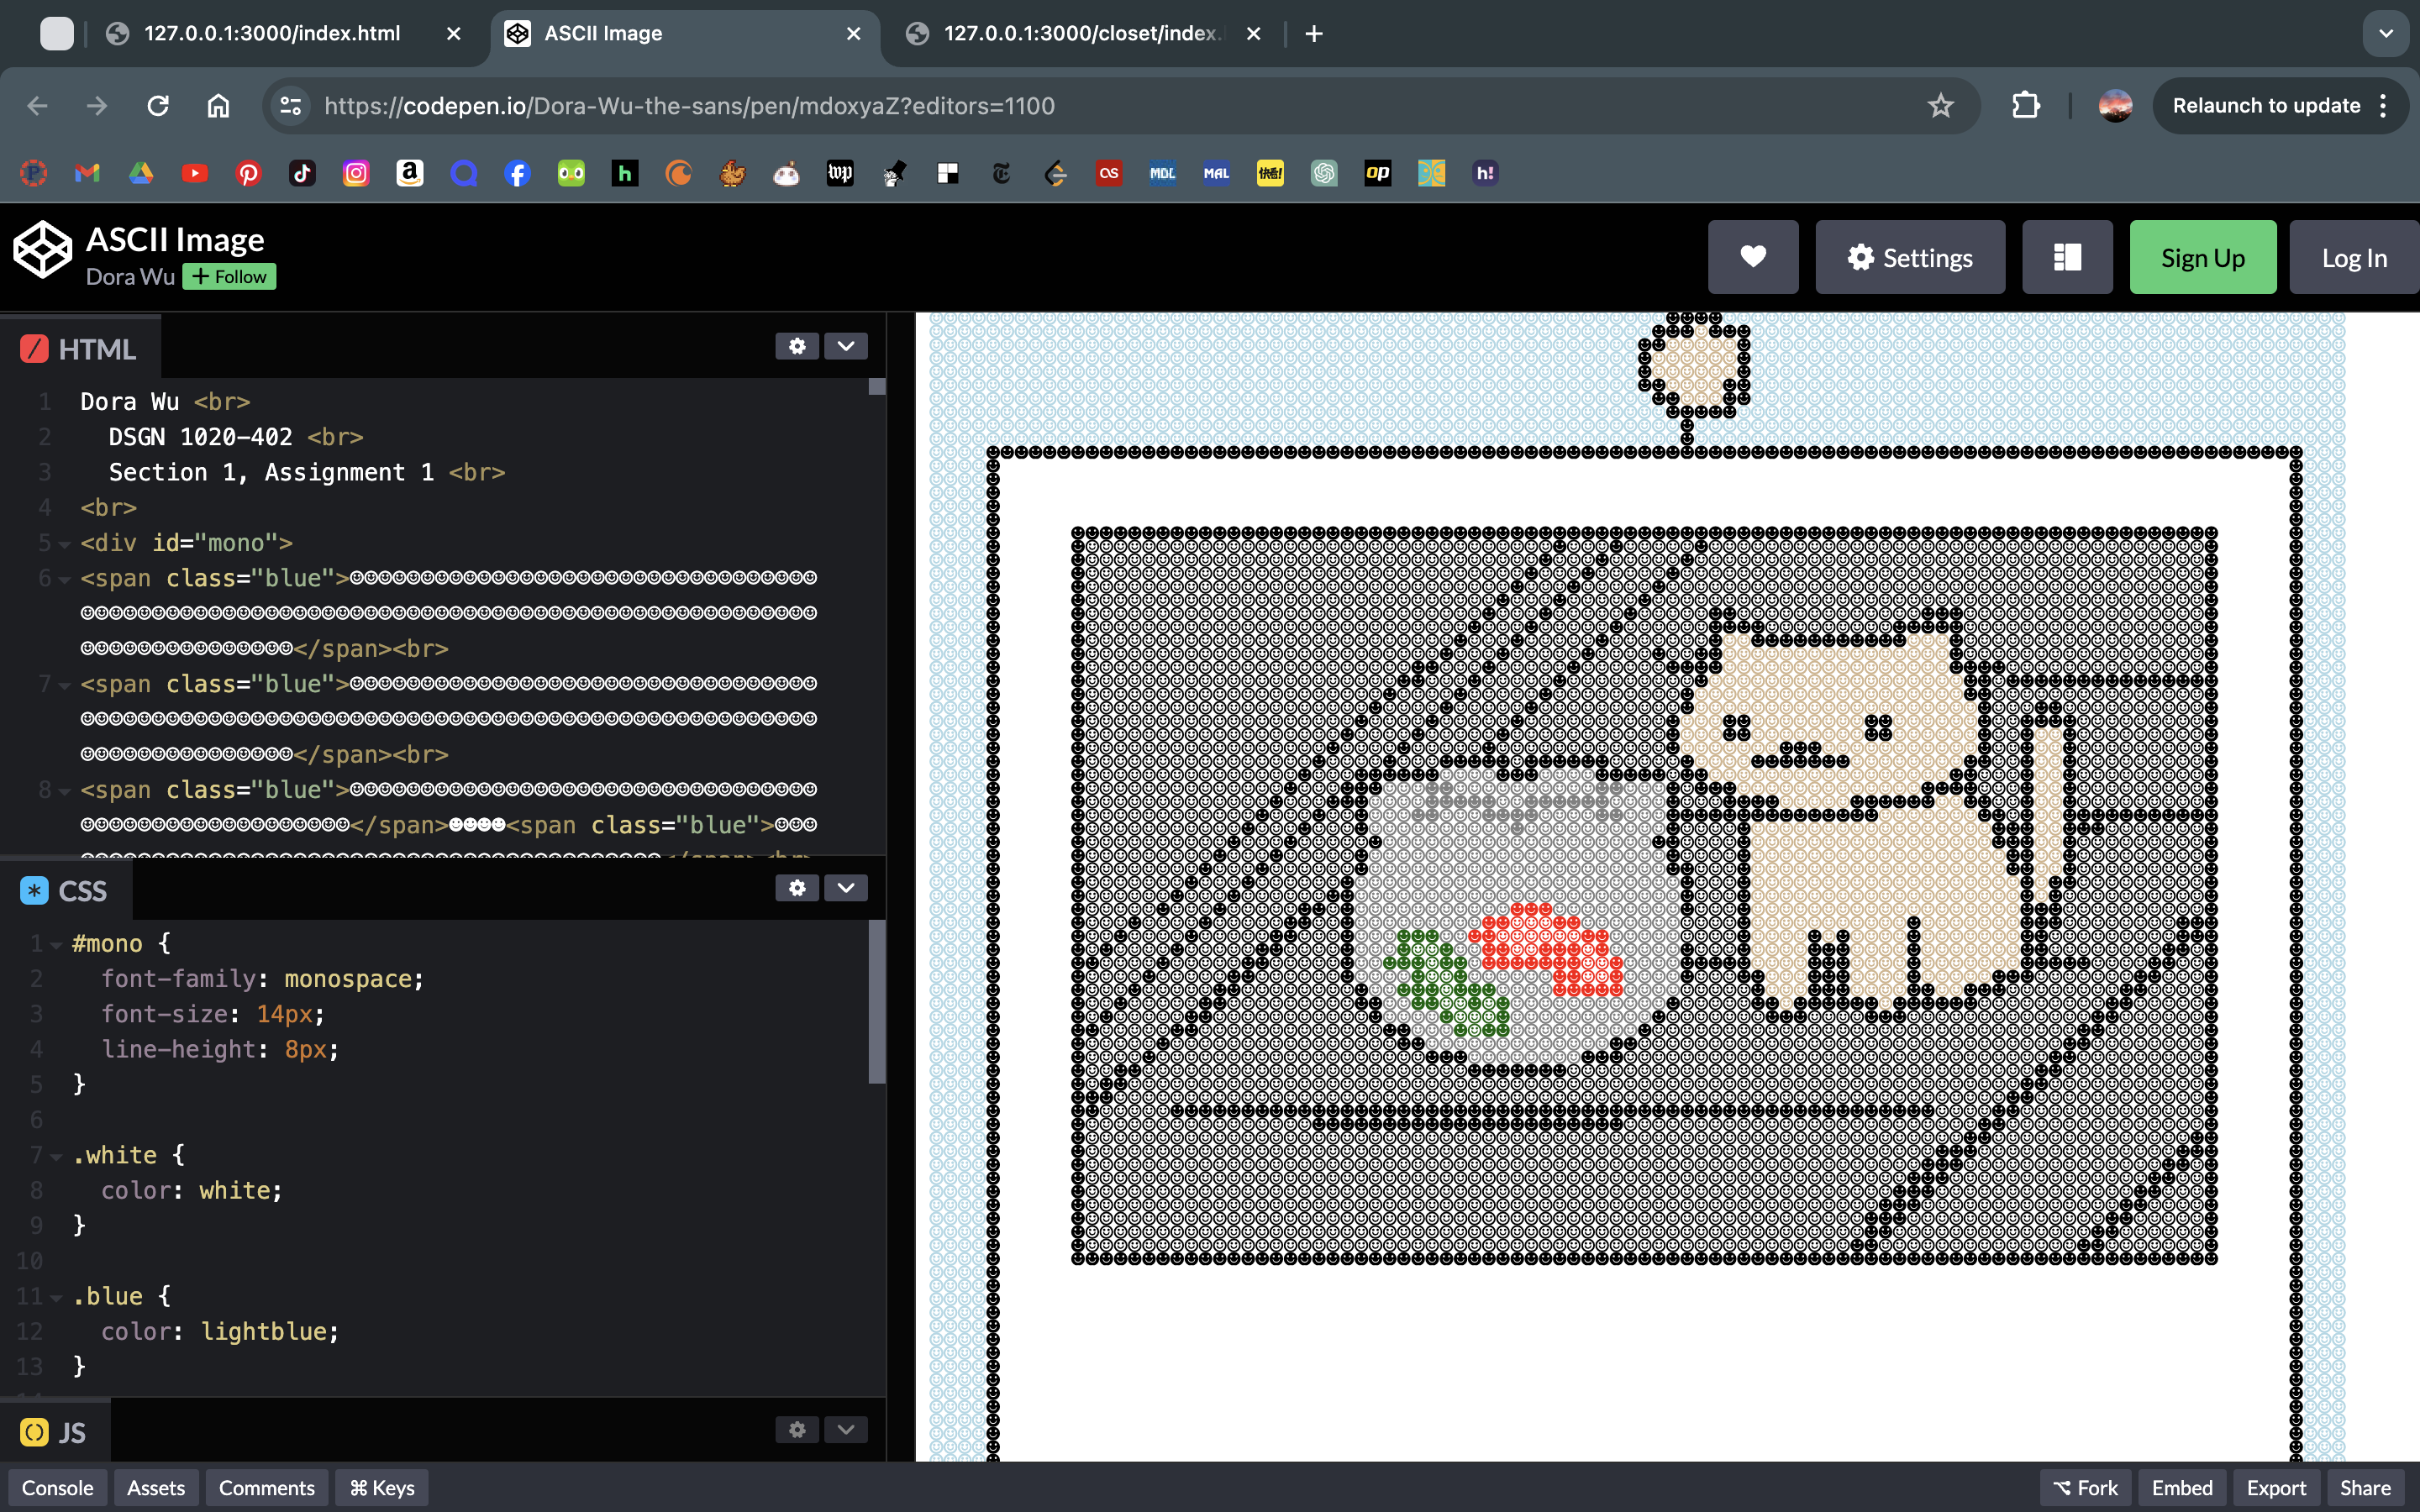 127.0.0.1:3000/index.html
ASCII Image
127.0.0.1:3000/closet/index.
https://codepen.io/Dora-Wu-the-sans/pen/mdoxyaZ?editors=1100
Relaunch to update
ASCII Image
Dora Wu
+ Follow
Settings
Sign Up
Log In
HTML
1 Dora Wu <br>
2 DSGN 1020-402 <br>
3 Section 1, Assignment 1 <br>
4 <br>
5 <div id="mono">
6 <span class="blue">
</span><br>
7 <span class="blue">
</span><br>
8 <span class="blue">
</span>☻☻☻☻<span class="blue">☺☺☺
CSS
1 #mono {
2 font-family: monospace;
3 font-size: 14px;
4 line-height: 8px;
5 }
6
7 .white {
8 color: white;
9 }
10
11 .blue {
12 color: lightblue;
13 }
JS
Console
Assets
Comments
⌘ Keys
Fork
Embed
Export
Share